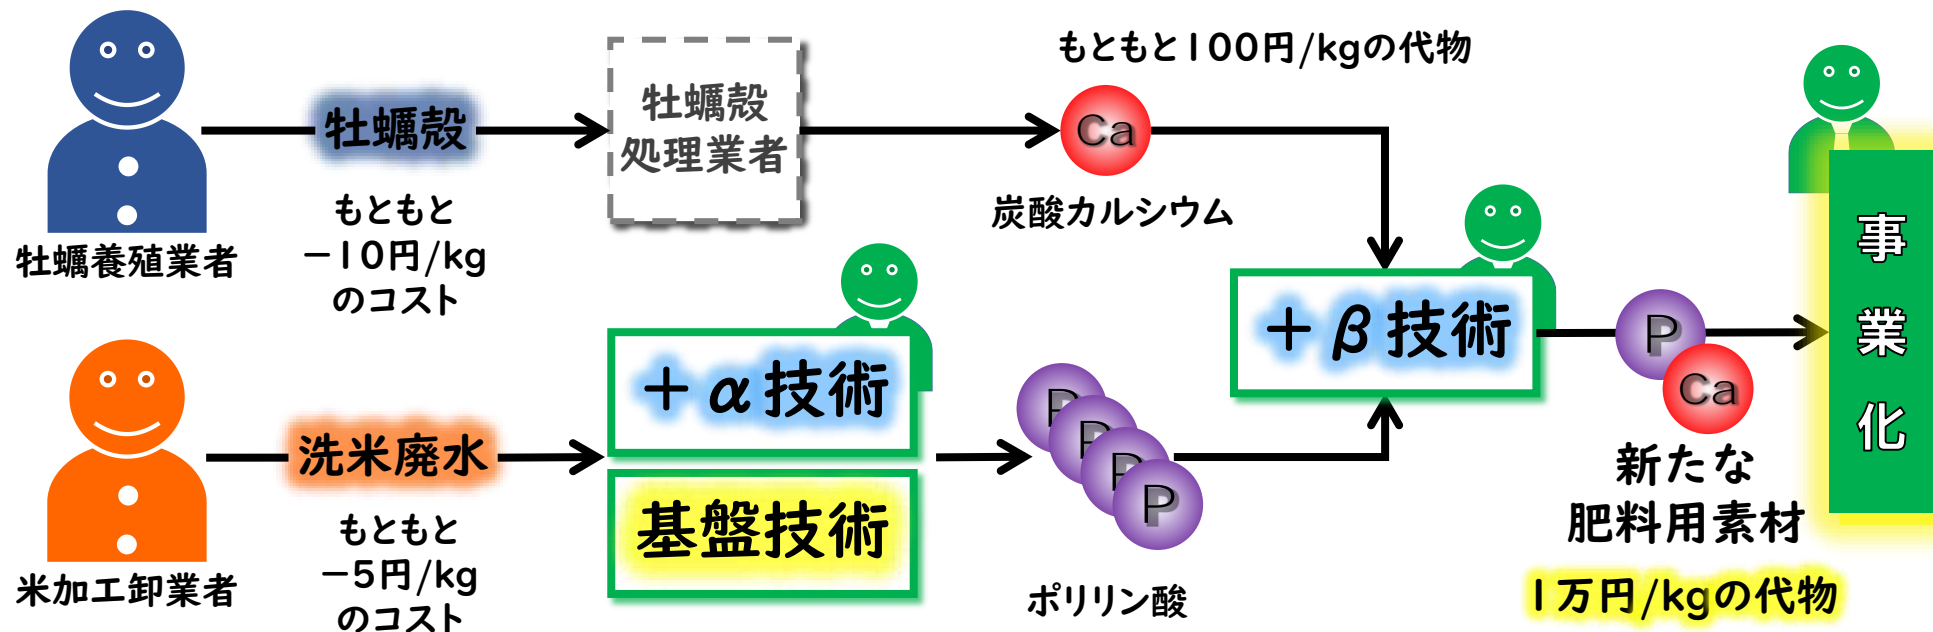 もともと100円/kgの代物
牡蠣殻
牡蠣殻
処理業者
Ca
炭酸カルシウム
もともと
－10円/kg
のコスト
牡蠣養殖業者
＋α技術
基盤技術
洗米廃水
もともと
－5円/kg
のコスト
米加工卸業者
P
P
P
P
ポリリン酸
＋β技術
P
Ca
新たな
肥料用素材
1万円/kgの代物
事業化